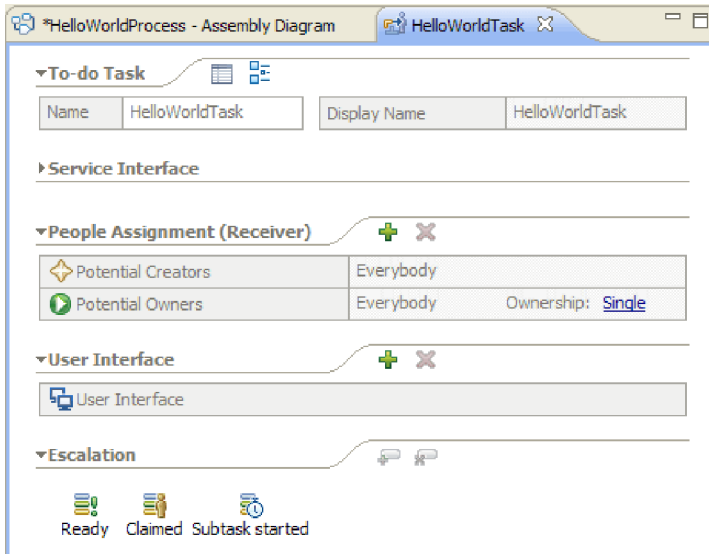 *HelloWorldProcess - Assembly Diagram HelloWorldTask
To-do Task
Name HelloWorldTask Display Name HelloWorldTask
Service Interface
People Assignment (Receiver)
Potential Creators Everybody
Potential Owners Everybody Ownership: Single
User Interface
User Interface
Escalation
Ready Claimed Subtask started